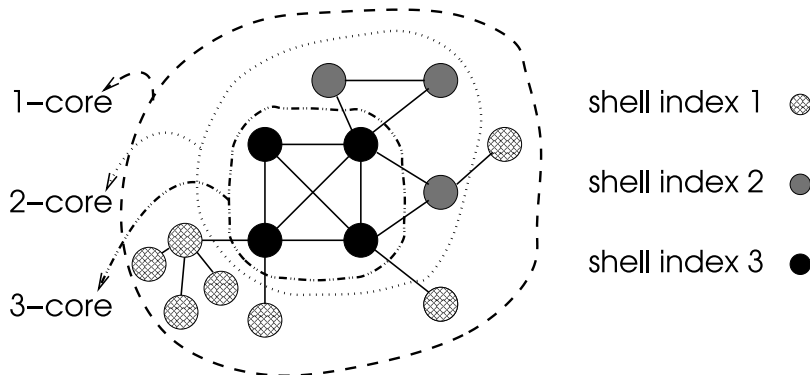 1–core
2–core
3–core
shell index 1
shell index 2
shell index 3